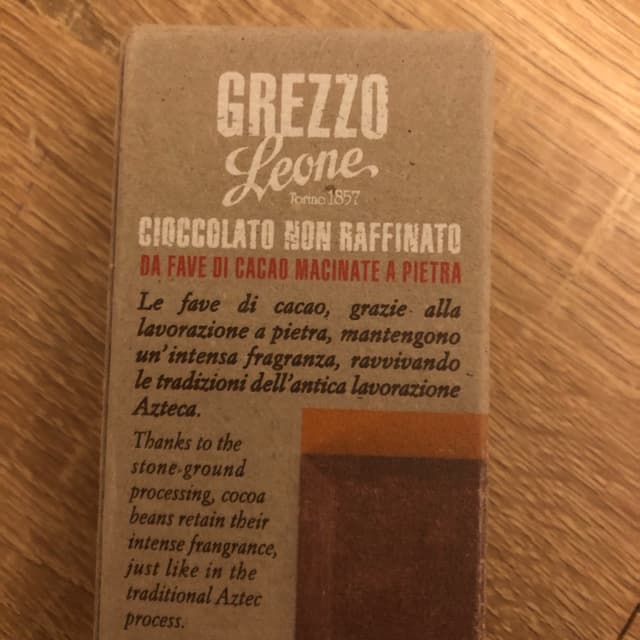 GREZZO
Leone
Torino 1857
CIOCCOLATO NON RAFFINATO
DA FAVE DI CACAO MACINATE A PIETRA
Le fave di cacao, grazie alla
lavorazione a pietra, mantengono
un'intensa fragranza, ravvivando
le tradizioni dell'antica lavorazione
Azteca.
Thanks to the
stone-ground
processing, cocoa
beans retain their
intense frangrance,
just like in the
traditional Aztec
process.